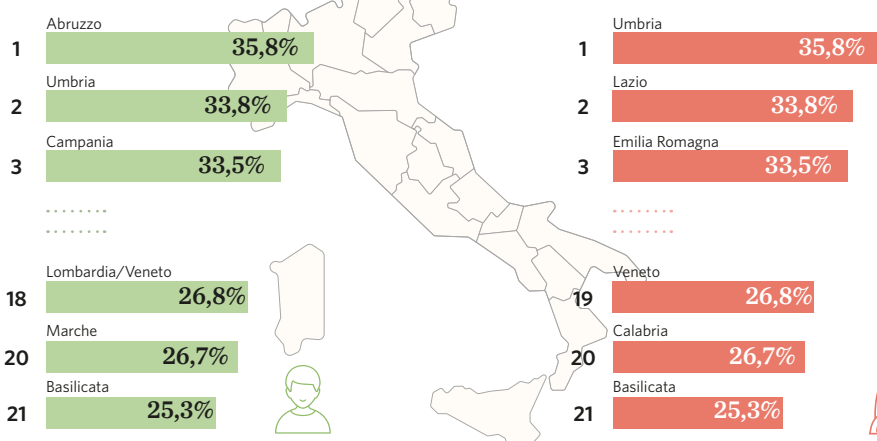 Abruzzo
1 35,8%
Umbria
2 33,8%
Campania
3 33,5%
Lombardia/Veneto
18 26,8%
Marche
20 26,7%
Basilicata
21 25,3%
Umbria
1 35,8%
Lazio
2 33,8%
Emilia Romagna
3 33,5%
Veneto
19 26,8%
Calabria
20 26,7%
Basilicata
21 25,3%